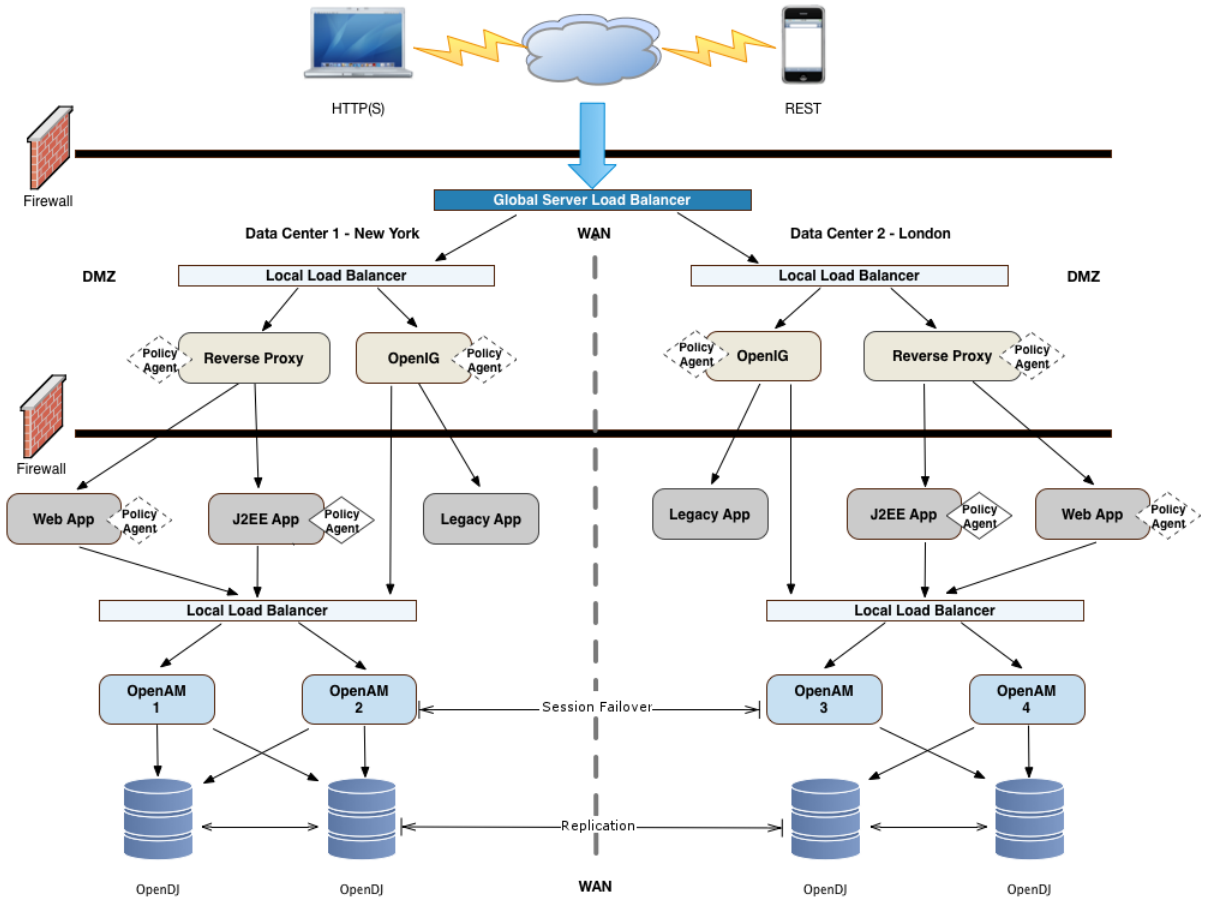 HTTP(S)
REST
Firewall
Global Server Load Balancer
Data Center 1 - New York
WAN
Data Center 2 - London
DMZ
Local Load Balancer
Local Load Balancer
DMZ
Policy
Agent
Reverse Proxy
OpenIG
Policy
Agent
Policy
Agent
OpenIG
Reverse Proxy
Policy
Agent
Firewall
Web App
Policy
Agent
J2EE App
Policy
Agent
Legacy App
Legacy App
J2EE App
Policy
Agent
Web App
Policy
Agent
Local Load Balancer
Local Load Balancer
OpenAM
1
OpenAM
2
Session Failover
OpenAM
3
OpenAM
4
Replication
OpenDJ
OpenDJ
WAN
OpenDJ
OpenDJ